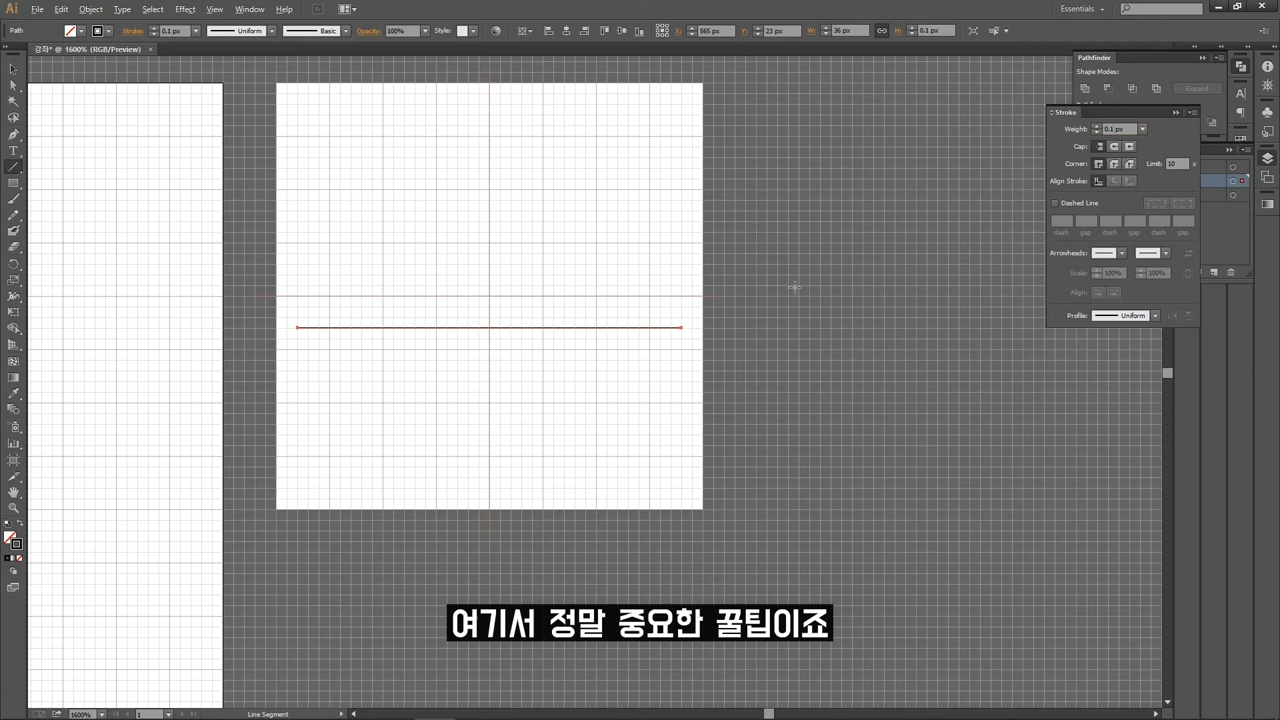 Ai File Edit Object Type Select Effect View Window Help Br Essentials
Path Stroke: 0.1 px Uniform Basic Opacity: 100% Style: X: 565 px Y: 23 px W: 36 px H: 0.1 px
강좌* @ 1600% (RGB/Preview) ×
Pathfinder
Shape Modes:
Expand
Stroke
Weight: 0.1 px
Cap:
Corner: Limit: 10 x
Align Stroke:
Dashed Line
dash gap dash gap dash gap
Arrowheads:
Scale: 100% 100%
Align:
Profile: Uniform
여기서 정말 중요한 꿀팁이죠
1600% 1 Line Segment